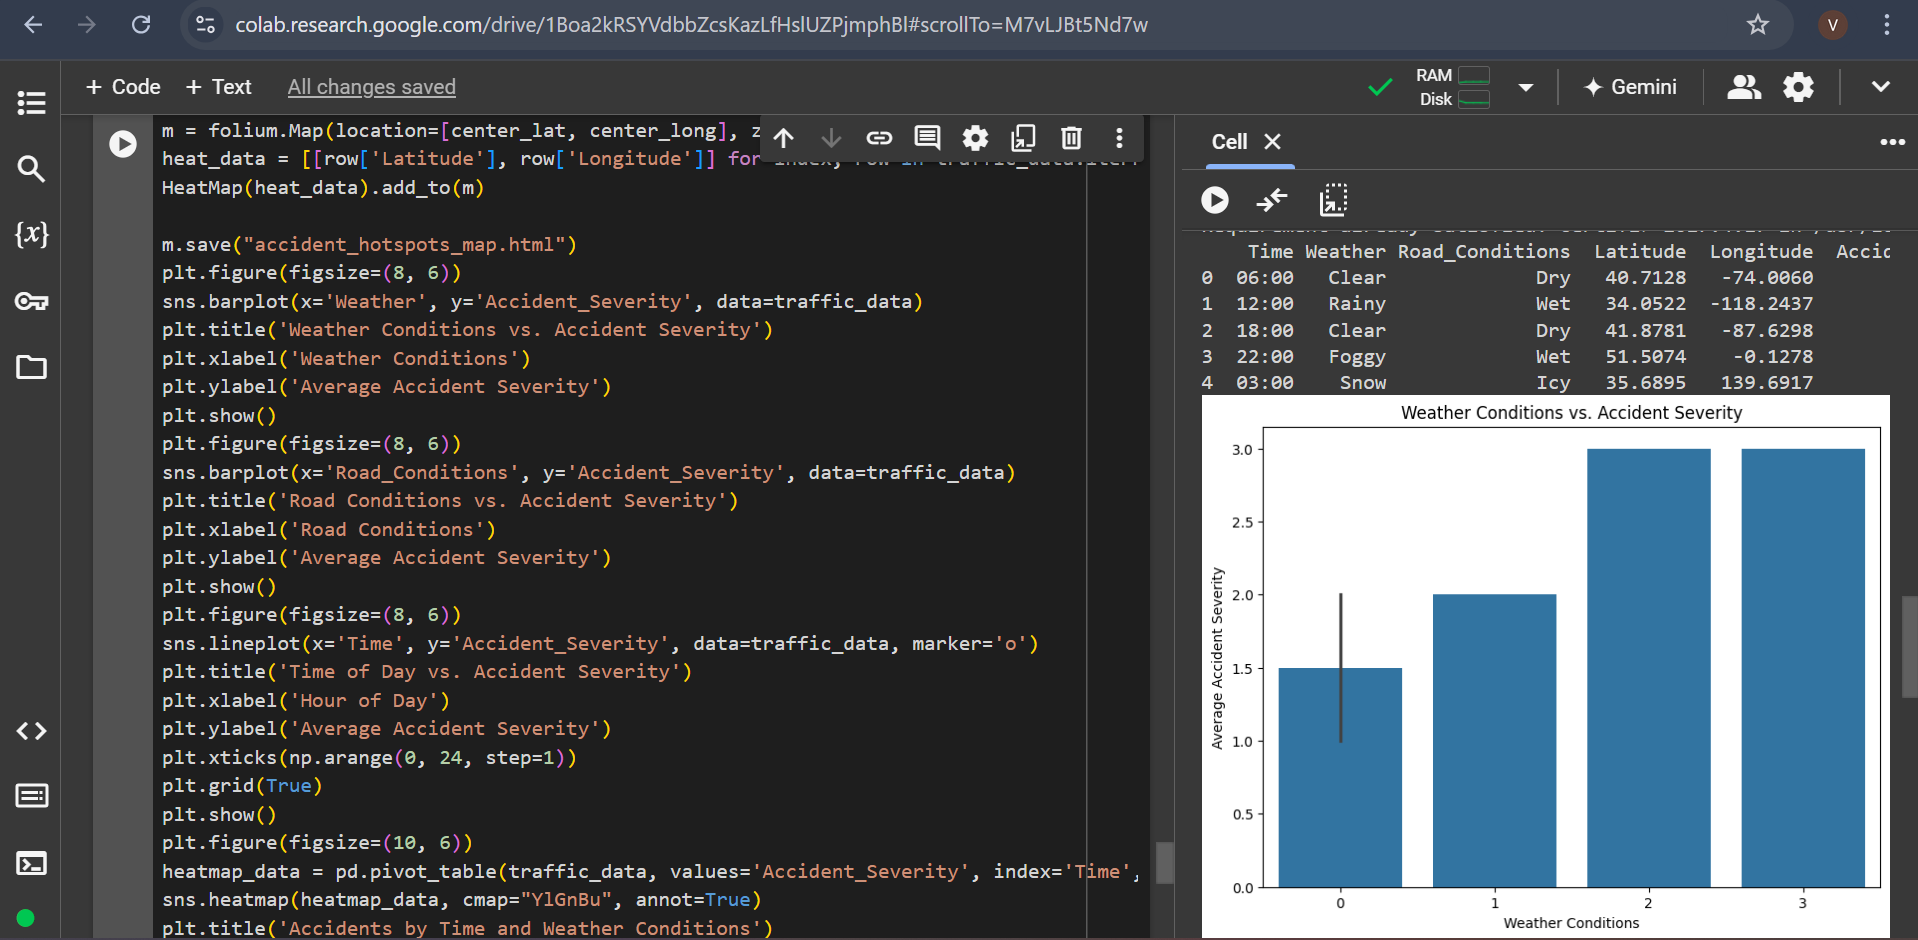 colab.research.google.com/drive/1Boa2kRSYVdbbZcsKazLfHslUZPjmphBl#scrollTo=M7vLJBt5Nd7w
V
+ Code + Text All changes saved
RAM
Disk
Gemini
{x}
m = folium.Map(location=[center_lat, center_long], z
heat_data = [[row['Latitude'], row['Longitude']] for
HeatMap(heat_data).add_to(m)
m.save("accident_hotspots_map.html")
plt.figure(figsize=(8, 6))
sns.barplot(x='Weather', y='Accident_Severity', data=traffic_data)
plt.title('Weather Conditions vs. Accident Severity')
plt.xlabel('Weather Conditions')
plt.ylabel('Average Accident Severity')
plt.show()
plt.figure(figsize=(8, 6))
sns.barplot(x='Road_Conditions', y='Accident_Severity', data=traffic_data)
plt.title('Road Conditions vs. Accident Severity')
plt.xlabel('Road Conditions')
plt.ylabel('Average Accident Severity')
plt.show()
plt.figure(figsize=(8, 6))
sns.lineplot(x='Time', y='Accident_Severity', data=traffic_data, marker='o')
plt.title('Time of Day vs. Accident Severity')
plt.xlabel('Hour of Day')
plt.ylabel('Average Accident Severity')
plt.xticks(np.arange(0, 24, step=1))
plt.grid(True)
plt.show()
plt.figure(figsize=(10, 6))
heatmap_data = pd.pivot_table(traffic_data, values='Accident_Severity', index='Time',
sns.heatmap(heatmap_data, cmap="YlGnBu", annot=True)
plt.title('Accidents by Time and Weather Conditions')
Cell
Time Weather Road_Conditions Latitude Longitude Accid
0 06:00 Clear Dry 40.7128 -74.0060
1 12:00 Rainy Wet 34.0522 -118.2437
2 18:00 Clear Dry 41.8781 -87.6298
3 22:00 Foggy Wet 51.5074 -0.1278
4 03:00 Snow Icy 35.6895 139.6917
Weather Conditions vs. Accident Severity
Average Accident Severity
3.0
2.5
2.0
1.5
1.0
0.5
0.0
0 1 2 3
Weather Conditions